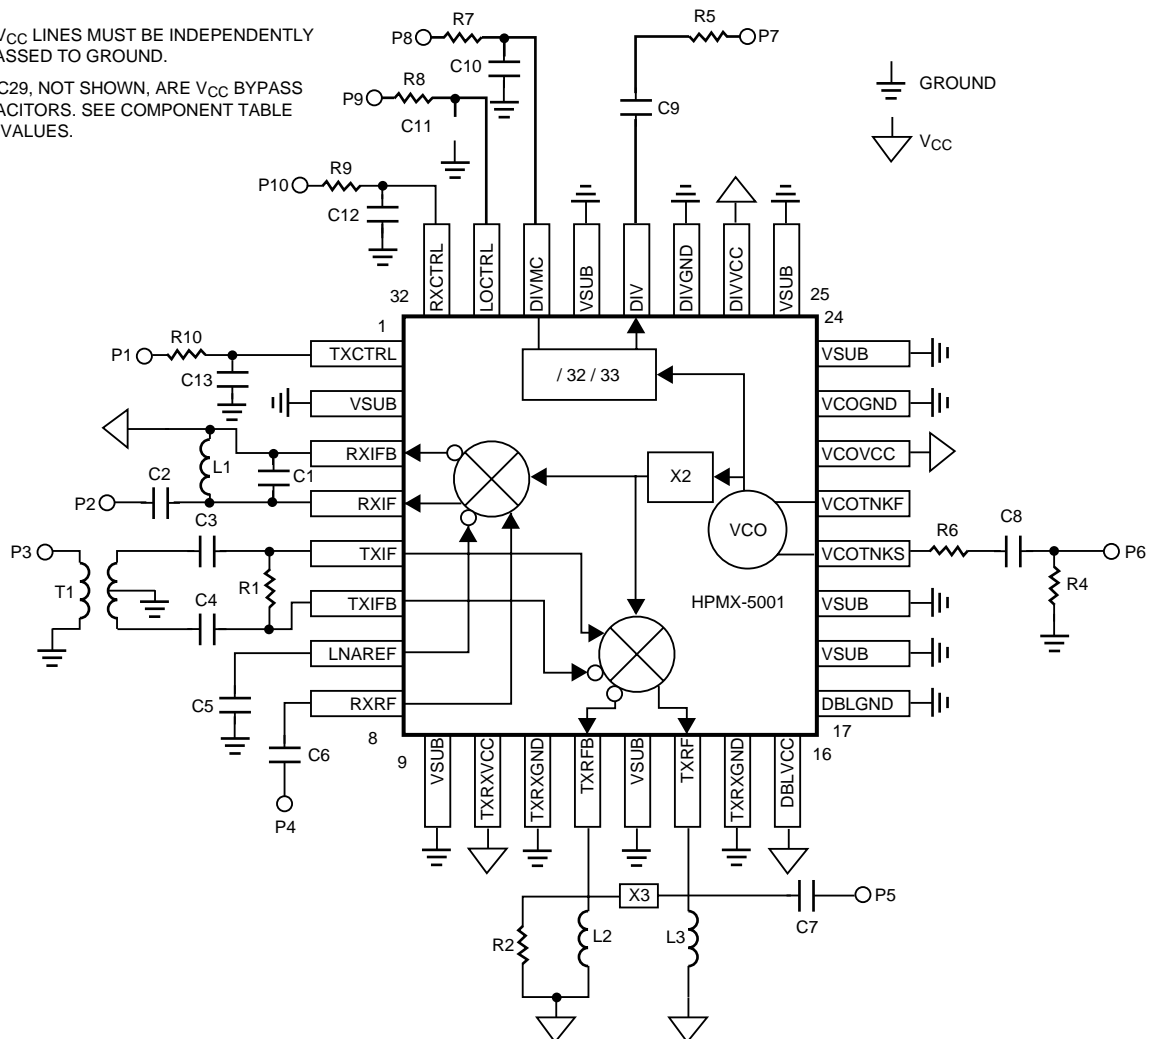 V_CC LINES MUST BE INDEPENDENTLY
ASSED TO GROUND.
C29, NOT SHOWN, ARE V_CC BYPASS
ACITORS. SEE COMPONENT TABLE
VALUES.
R7
P8
C10
R5
P7
R8
P9
C11
C9
GROUND
V_CC
R9
P10
C12
RXCTRL
LOCTRL
DIVMC
VSUB
DIV
DIVGND
DIVVCC
VSUB
32
25
1
24
R10
P1
C13
TXCTRL
/ 32 / 33
VSUB
VSUB
VCOGND
RXIFB
L1
C1
VCOVCC
C2
P2
RXIF
X2
VCOTNKF
C3
VCO
P3
TXIF
VCOTNKS
R6
C8
P6
T1
R1
R4
C4
TXIFB
HPMX-5001
VSUB
LNAREF
VSUB
C5
RXRF
DBLGND
8
17
C6
9
16
P4
VSUB
TXRXVCC
TXRXGND
TXRFB
VSUB
TXRF
TXRXGND
DBLVCC
X3
P5
C7
R2
L2
L3